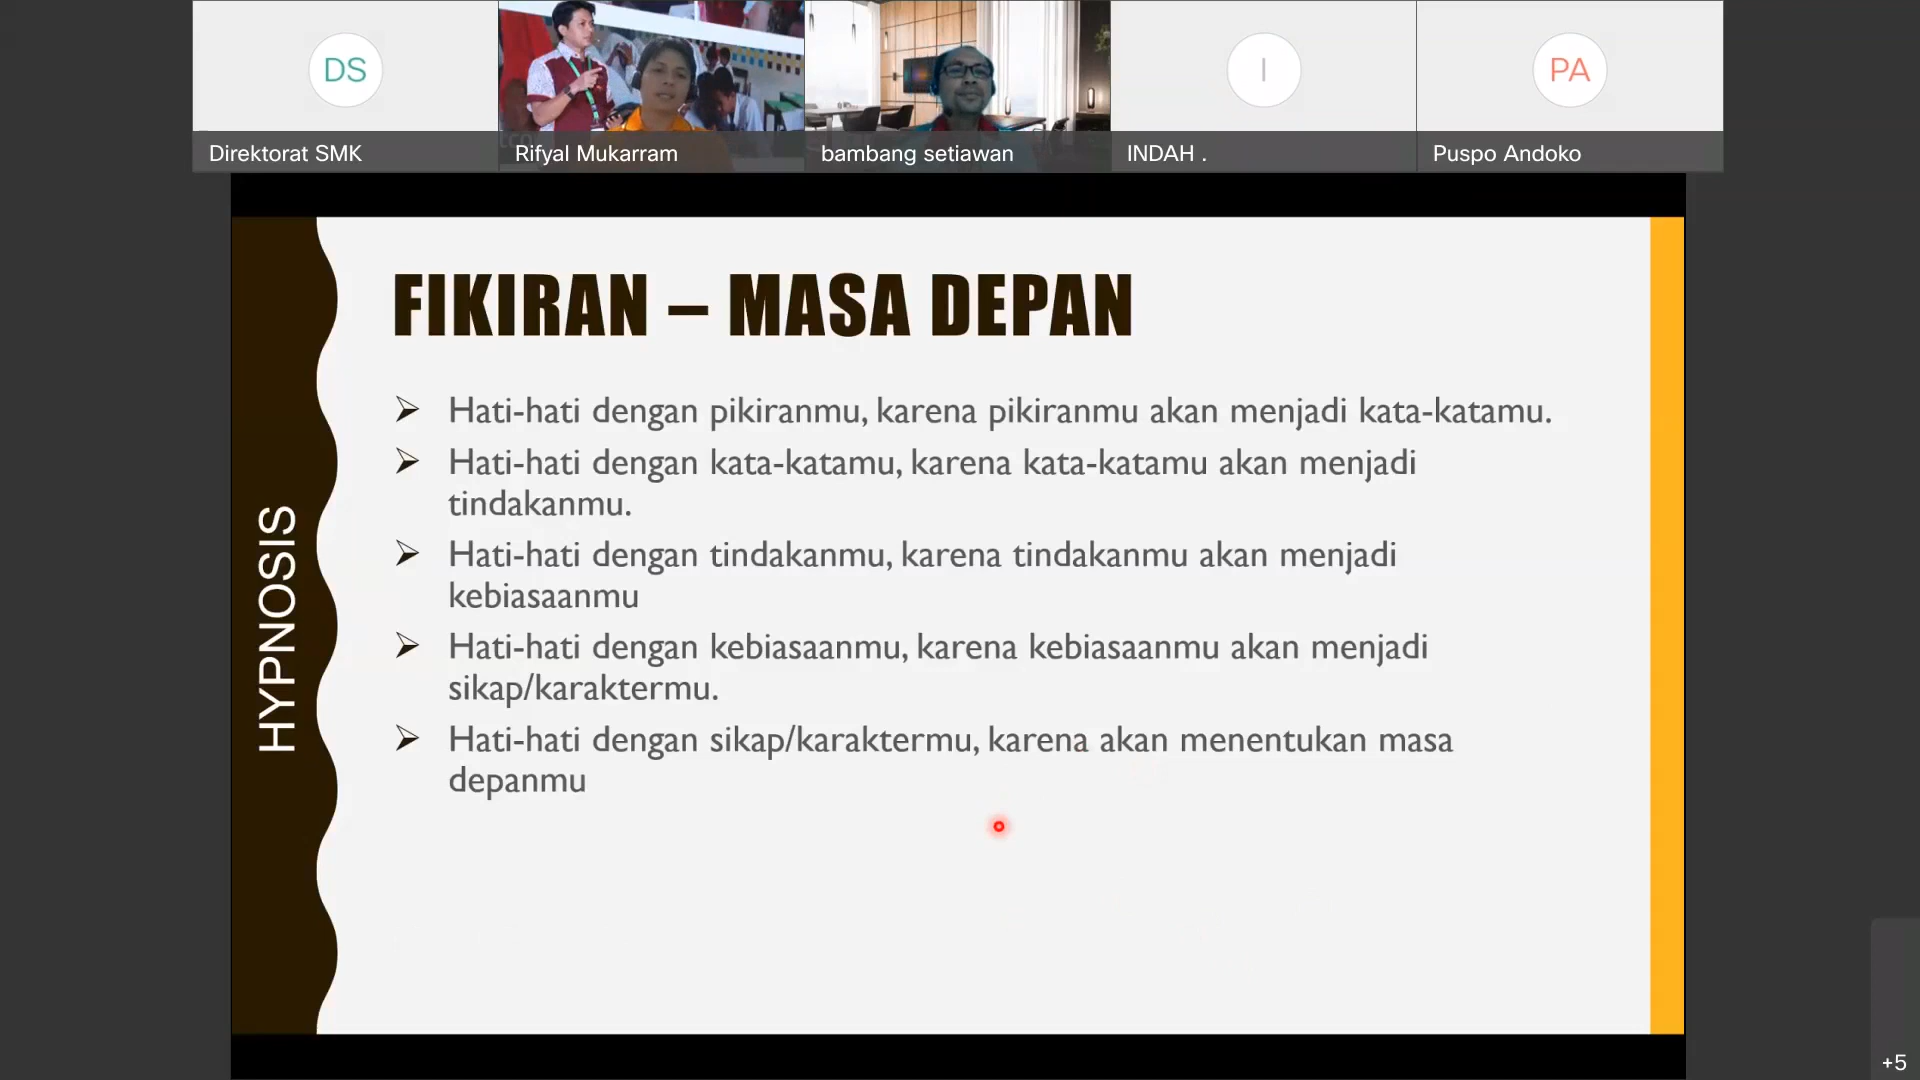 DS
I
PA
Direktorat SMK
Rifyal Mukarram
bambang setiawan
INDAH .
Puspo Andoko
HYPNOSIS
FIKIRAN – MASA DEPAN
➢ Hati-hati dengan pikiranmu, karena pikiranmu akan menjadi kata-katamu.
➢ Hati-hati dengan kata-katamu, karena kata-katamu akan menjadi
tindakanmu.
➢ Hati-hati dengan tindakanmu, karena tindakanmu akan menjadi
kebiasaanmu
➢ Hati-hati dengan kebiasaanmu, karena kebiasaanmu akan menjadi
sikap/karaktermu.
➢ Hati-hati dengan sikap/karaktermu, karena akan menentukan masa
depanmu
+5